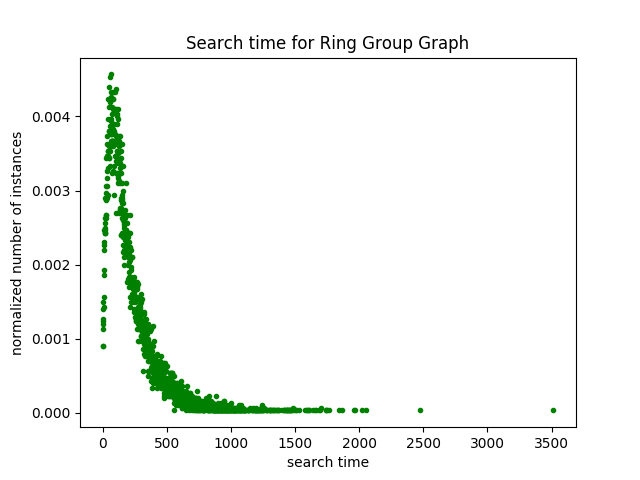 Search time for Ring Group Graph
normalized number of instances
0.004
0.003
0.002
0.001
0.000
0 500 1000 1500 2000 2500 3000 3500
search time